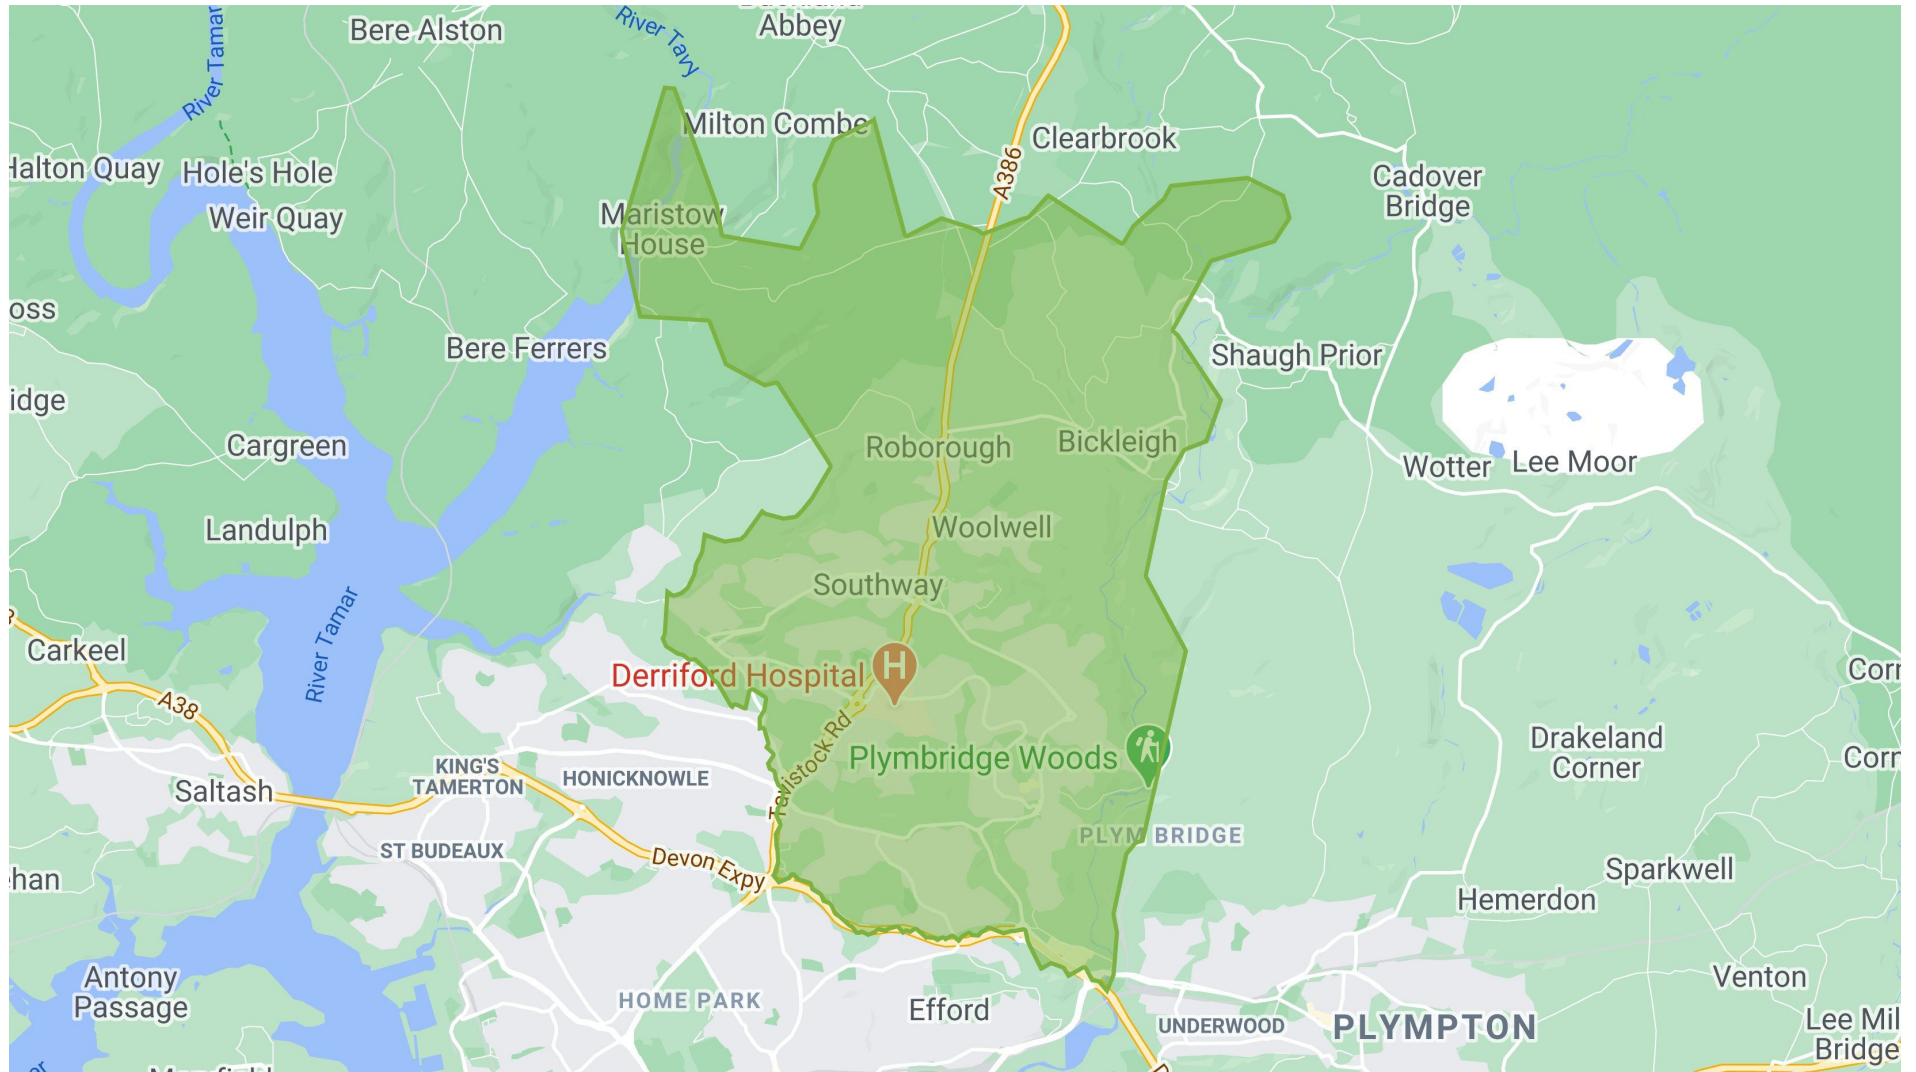 River Tamar
Bere Alston
River Tavy
Abbey
Milton Combe
Clearbrook
A386
Halton Quay
Hole's Hole
Weir Quay
Cadover
Bridge
Maristow
House
oss
Bere Ferrers
Shaugh Prior
idge
Cargreen
Roborough
Bickleigh
Wotter
Lee Moor
Landulph
Woolwell
Southway
River Tamar
Carkeel
Derriford Hospital
H
A38
Tavistock Rd
Plymbridge Woods
Drakeland
Corner
Corn
Corn
KING'S
TAMERTON
HONICKNOWLE
Saltash
PLYM BRIDGE
ST BUDEAUX
Devon Expy
han
Sparkwell
Hemerdon
Antony
Passage
HOME PARK
Efford
Venton
UNDERWOOD
PLYMPTON
Lee Mil
Bridge